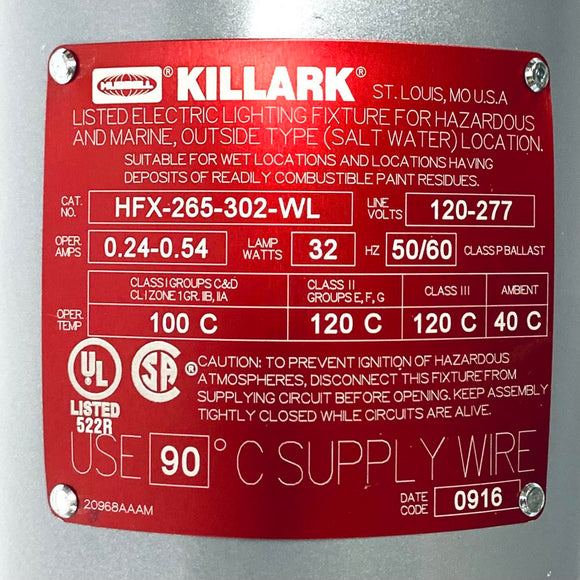 HUBBELL ® KILLARK® ST. LOUIS, MO U.S.A
LISTED ELECTRIC LIGHTING FIXTURE FOR HAZARDOUS
AND MARINE, OUTSIDE TYPE (SALT WATER) LOCATION.
SUITABLE FOR WET LOCATIONS AND LOCATIONS HAVING
DEPOSITS OF READILY COMBUSTIBLE PAINT RESIDUES.
CAT. NO. HFX-265-302-WL LINE VOLTS 120-277
OPER. AMPS 0.24-0.54 LAMP WATTS 32 HZ 50/60 CLASS P BALLAST
CLASS I GROUPS C&D CLASS II CLASS III AMBENT
CL I ZONE 1 GR. IIB, IIA GROUPS E, F, G
OPER. TEMP 100 C 120 C 120 C 40 C
UL LISTED 522R
SA ®
CAUTION: TO PREVENT IGNITION OF HAZARDOUS
ATMOSPHERES, DISCONNECT THIS FIXTURE FROM
SUPPLYING CIRCUIT BEFORE OPENING. KEEP ASSEMBLY
TIGHTLY CLOSED WHILE CIRCUITS ARE ALIVE.
USE 90 °C SUPPLY WIRE
20968AAAM DATE CODE 0916